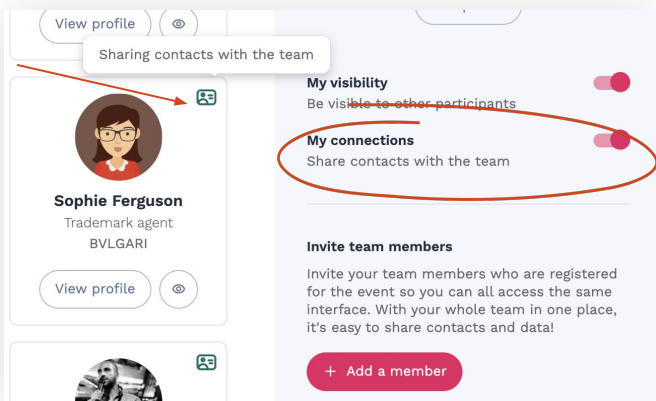 View profile
Sharing contacts with the team
Sophie Ferguson
Trademark agent
BVLGARI
View profile
My visibility
Be visible to other participants
My connections
Share contacts with the team
Invite team members
Invite your team members who are registered
for the event so you can all access the same
interface. With your whole team in one place,
it's easy to share contacts and data!
+ Add a member